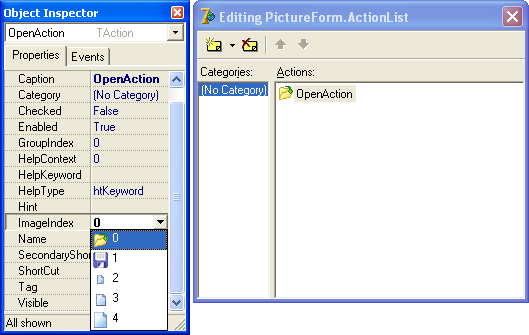 Object Inspector
OpenAction TAction
Properties Events
Caption OpenAction
Category (No Category)
Checked False
Enabled True
GroupIndex 0
HelpContext 0
HelpKeyword
HelpType htKeyword
Hint
ImageIndex 0
Name 0
SecondaryShor 1
ShortCut 2
Tag 3
Visible 4
All shown
Editing PictureForm.ActionList
Categories: Actions:
(No Category) OpenAction